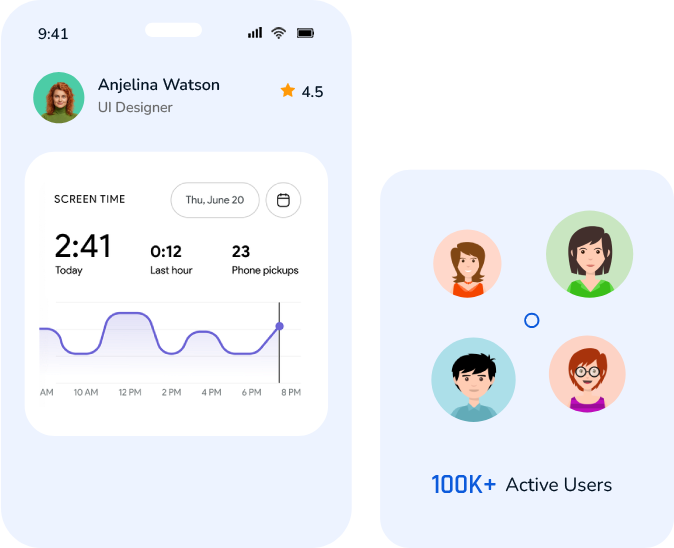 9:41
Anjelina Watson
UI Designer
4.5
SCREEN TIME
Thu, June 20
2:41
0:12
23
Today
Last hour
Phone pickups
AM 10 AM 12 PM 2 PM 4 PM 6 PM 8 PM
100K+ Active Users